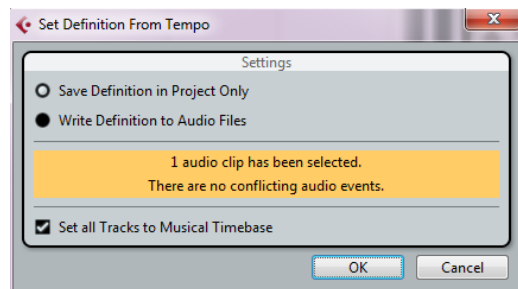 Set Definition From Tempo
Settings
Save Definition in Project Only
Write Definition to Audio Files
1 audio clip has been selected.
There are no conflicting audio events.
Set all Tracks to Musical Timebase
OK
Cancel